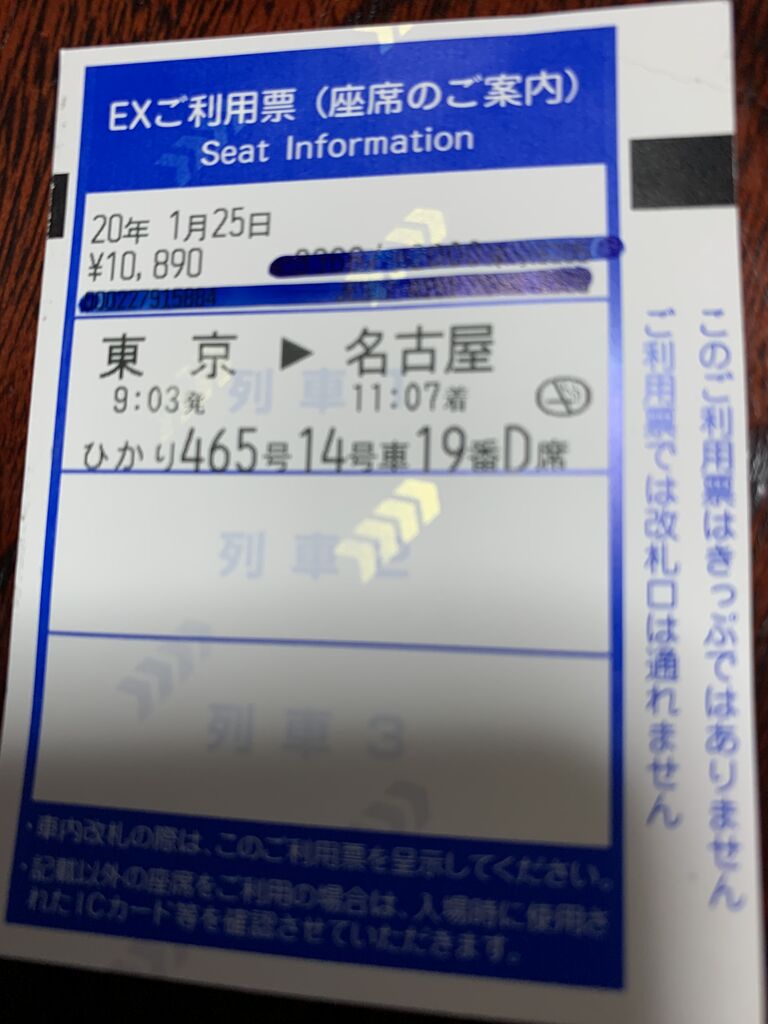 EXご利用票（座席のご案内）
Seat Information
20年 1月25日
¥10,890
000227915884
東 京 ▶ 名古屋
9:03発 11:07着
列車1
ひかり465号14号車19番D席
列車2
列車3
・車内改札の際は、このご利用票を呈示してください。
・記載以外の座席をご利用の場合は、入場時に使用さ
れたICカード等を確認させていただきます。
このご利用票はきっぷではありません
ご利用票では改札口は通れません